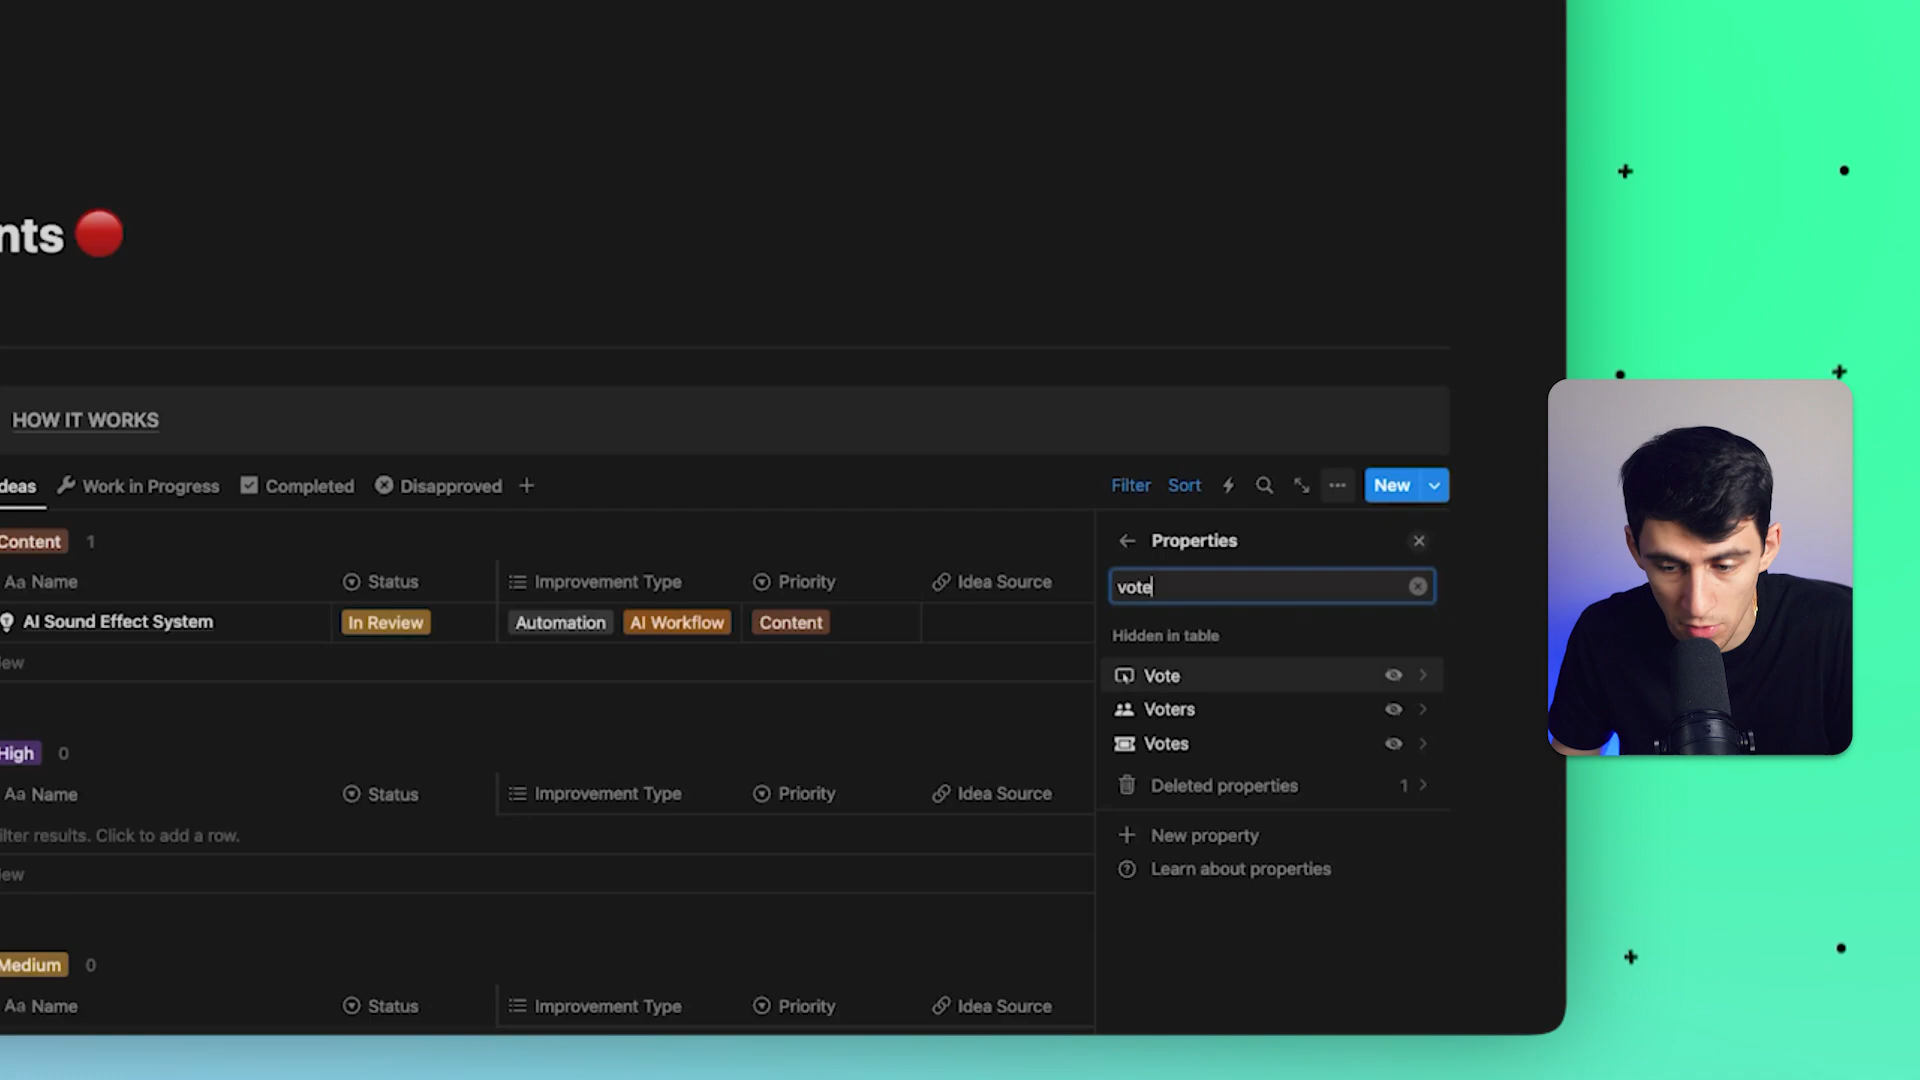 nts
HOW IT WORKS
deas Work in Progress Completed Disapproved
Filter Sort New
Content 1
Aa Name Status Improvement Type Priority Idea Source
AI Sound Effect System In Review Automation AI Workflow Content
ew
High 0
Aa Name Status Improvement Type Priority Idea Source
ilter results. Click to add a row.
ew
Medium 0
Aa Name Status Improvement Type Priority Idea Source
Properties
vote
Hidden in table
Vote
Voters
Votes
Deleted properties 1
New property
Learn about properties